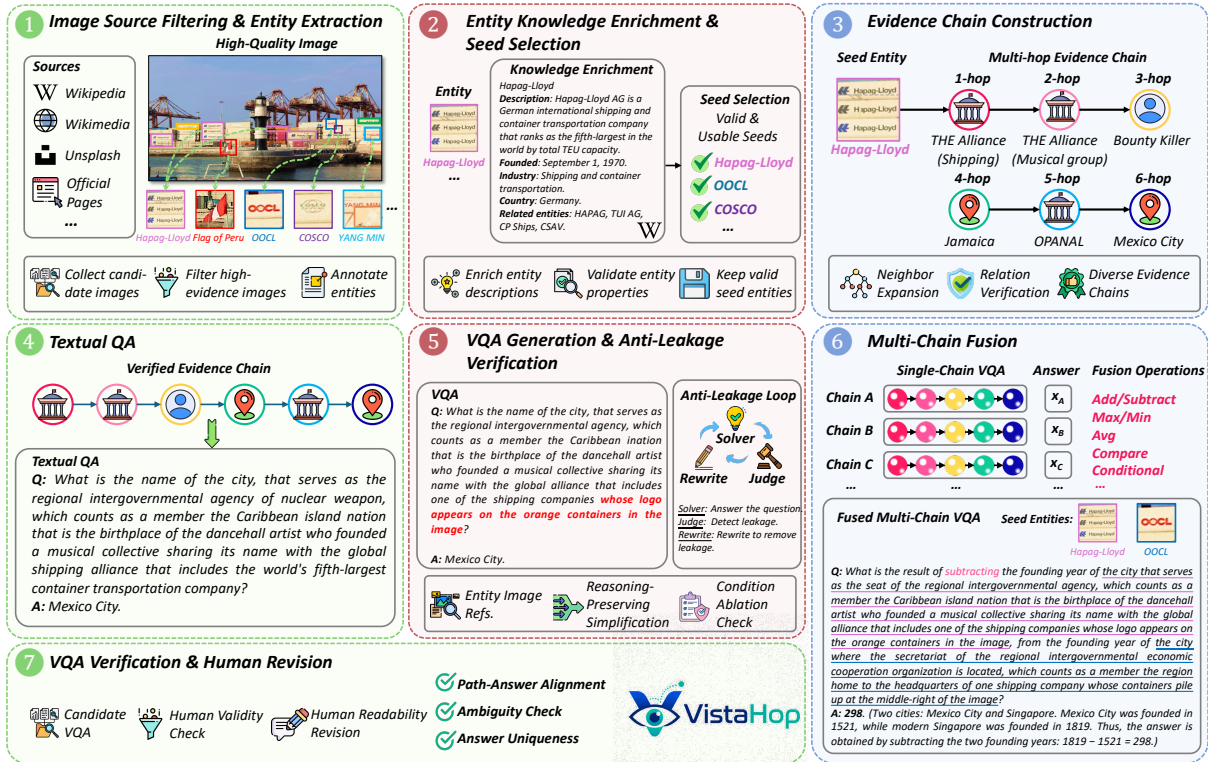 1 Image Source Filtering & Entity Extraction
High-Quality Image
Sources
Wikipedia
Wikimedia
Unsplash
Official
Pages
...
Hapag-Lloyd
Flag of Peru
OOCL
COSCO
YANG MIN
...
Collect candi-
date images
Filter high-
evidence images
Annotate
entities
2 Entity Knowledge Enrichment &
Seed Selection
Entity
Hapag-Lloyd
...
Knowledge Enrichment
Hapag-Lloyd
Description: Hapag-Lloyd AG is a
German international shipping and
container transportation company
that ranks as the fifth-largest in the
world by total TEU capacity.
Founded: September 1, 1970.
Industry: Shipping and container
transportation.
Country: Germany.
Related entities: HAPAG, TUI AG,
CP Ships, CSAV.
Seed Selection
Valid &
Usable Seeds
Hapag-Lloyd
OOCL
COSCO
...
Enrich entity
descriptions
Validate entity
properties
Keep valid
seed entities
3 Evidence Chain Construction
Seed Entity
Multi-hop Evidence Chain
Hapag-Lloyd
1-hop
2-hop
3-hop
THE Alliance
(Shipping)
THE Alliance
(Musical group)
Bounty Killer
4-hop
5-hop
6-hop
Jamaica
OPANAL
Mexico City
Neighbor
Expansion
Relation
Verification
Diverse Evidence
Chains
4 Textual QA
Verified Evidence Chain
Textual QA
Q: What is the name of the city, that serves as the
regional intergovernmental agency of nuclear weapon,
which counts as a member the Caribbean island nation
that is the birthplace of the dancehall artist who founded
a musical collective sharing its name with the global
shipping alliance that includes the world's fifth-largest
container transportation company?
A: Mexico City.
5 VQA Generation & Anti-Leakage
Verification
VQA
Q: What is the name of the city, that serves as
the regional intergovernmental agency, which
counts as a member the Caribbean ination
that is the birthplace of the dancehall artist
who founded a musical collective sharing its
name with the global alliance that includes
one of the shipping companies whose logo
appears on the orange containers in the
image?
A: Mexico City.
Anti-Leakage Loop
Solver
Rewrite
Judge
Solver: Answer the question.
Judge: Detect leakage.
Rewrite: Rewrite to remove
leakage.
Entity Image
Refs.
Reasoning-
Preserving
Simplification
Condition
Ablation
Check
6 Multi-Chain Fusion
Single-Chain VQA
Answer
Fusion Operations
Chain A
xA
Chain B
xB
Chain C
xC
...
...
...
Add/Subtract
Max/Min
Avg
Compare
Conditional
...
Fused Multi-Chain VQA
Seed Entities:
Hapag-Lloyd
OOCL
Q: What is the result of subtracting the founding year of the city that serves
as the seat of the regional intergovernmental agency, which counts as a
member the Caribbean island nation that is the birthplace of the dancehall
artist who founded a musical collective sharing its name with the global
alliance that includes one of the shipping companies whose logo appears on
the orange containers in the image, from the founding year of the city
where the secretariat of the regional intergovernmental economic
cooperation organization is located, which counts as a member the region
home to the headquarters of one shipping company whose containers pile
up at the middle-right of the image?
A: 298. (Two cities: Mexico City and Singapore. Mexico City was founded in
1521, while modern Singapore was founded in 1819. Thus, the answer is
obtained by subtracting the two founding years: 1819 − 1521 = 298.)
7 VQA Verification & Human Revision
Candidate
VQA
Human Validity
Check
Human Readability
Revision
Path-Answer Alignment
Ambiguity Check
Answer Uniqueness
VistaHop